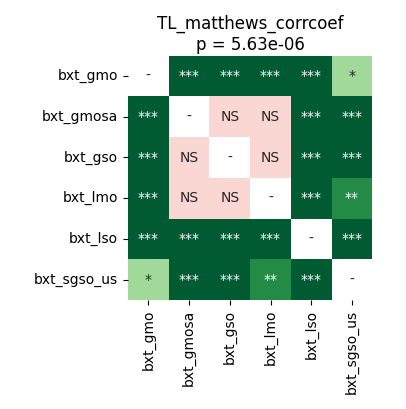 TL_matthews_corrcoef
p = 5.63e-06
bxt_gmo - *** *** *** *** *
bxt_gmosa *** - NS NS *** ***
bxt_gso *** NS - NS *** ***
bxt_lmo *** NS NS - *** **
bxt_lso *** *** *** *** - ***
bxt_sgso_us * *** *** ** *** -
bxt_gmo
bxt_gmosa
bxt_gso
bxt_lmo
bxt_lso
bxt_sgso_us